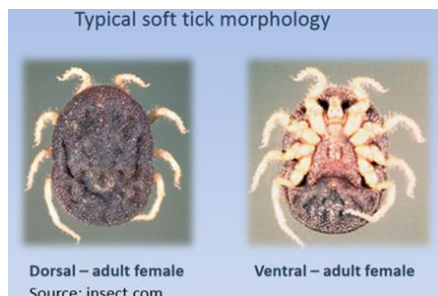 Typical soft tick morphology
Dorsal – adult female
Ventral – adult female
Source: insect.com